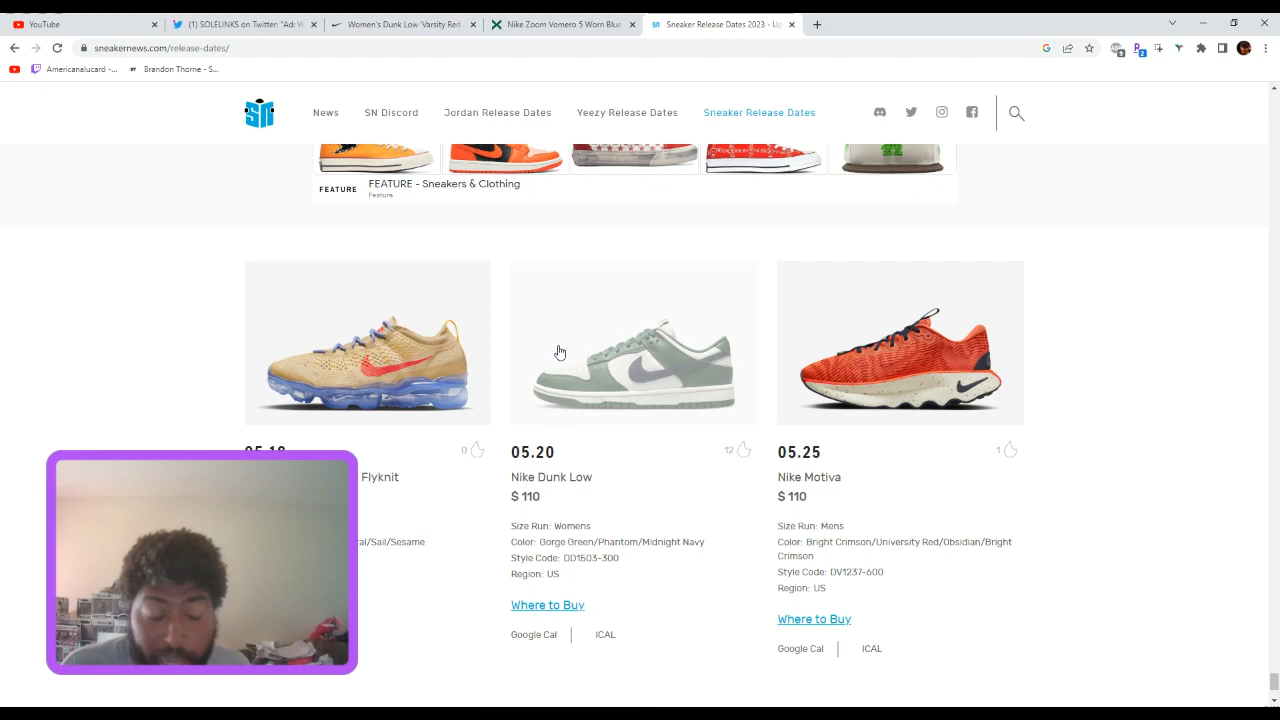 YouTube
(1) SOLELINKS on Twitter: "Ad: W
Women's Dunk Low 'Varsity Red
Nike Zoom Vomero 5 Worn Blue
SN Sneaker Release Dates 2023 - Up
sneakernews.com/release-dates/
Americanalucard -...
Brandon Thorne - S...
SN
News
SN Discord
Jordan Release Dates
Yeezy Release Dates
Sneaker Release Dates
FEATURE
FEATURE - Sneakers & Clothing
Feature
05.18
0
Flyknit
al/Sail/Sesame
05.20
12
Nike Dunk Low
$ 110
Size Run: Womens
Color: Gorge Green/Phantom/Midnight Navy
Style Code: DD1503-300
Region: US
Where to Buy
Google Cal
ICAL
05.25
1
Nike Motiva
$ 110
Size Run: Mens
Color: Bright Crimson/University Red/Obsidian/Bright
Crimson
Style Code: DV1237-600
Region: US
Where to Buy
Google Cal
ICAL